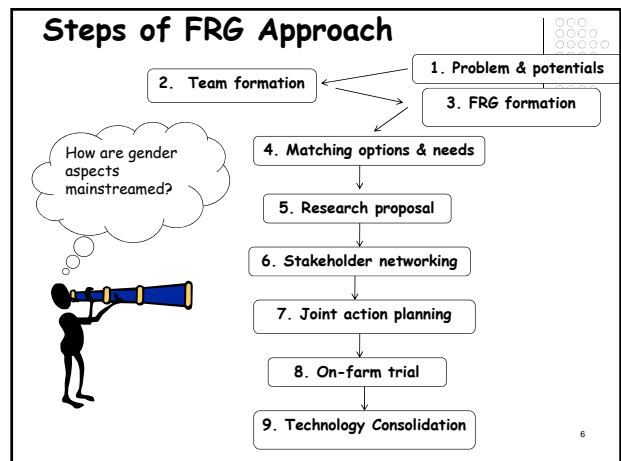 Steps of FRG Approach
1. Problem & potentials
2. Team formation
3. FRG formation
How are gender
aspects
mainstreamed?
4. Matching options & needs
5. Research proposal
6. Stakeholder networking
7. Joint action planning
8. On-farm trial
9. Technology Consolidation
6